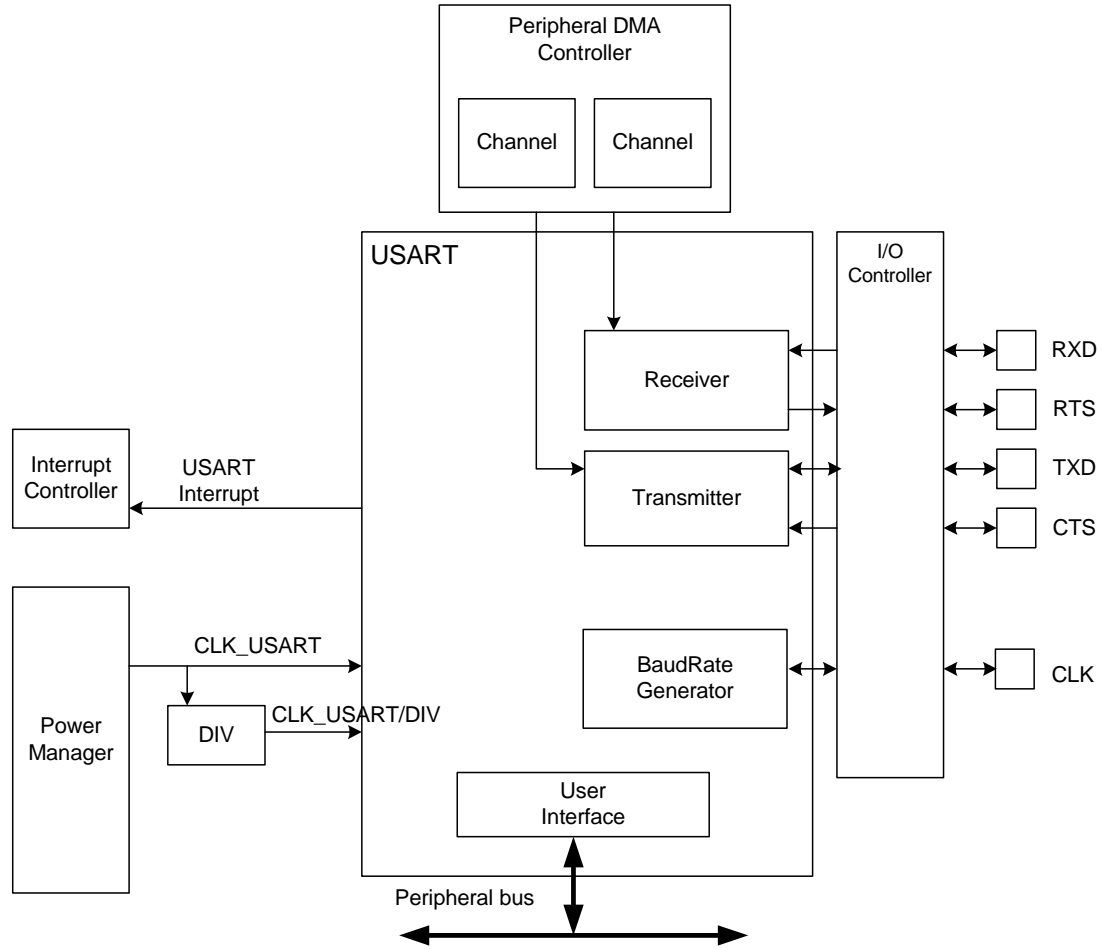 Peripheral DMA
Controller
Channel
Channel
USART
I/O
Controller
Receiver
RXD
RTS
Interrupt
Controller
USART
Interrupt
Transmitter
TXD
CTS
CLK_USART
BaudRate
Generator
CLK
Power
Manager
DIV
CLK_USART/DIV
User
Interface
Peripheral bus